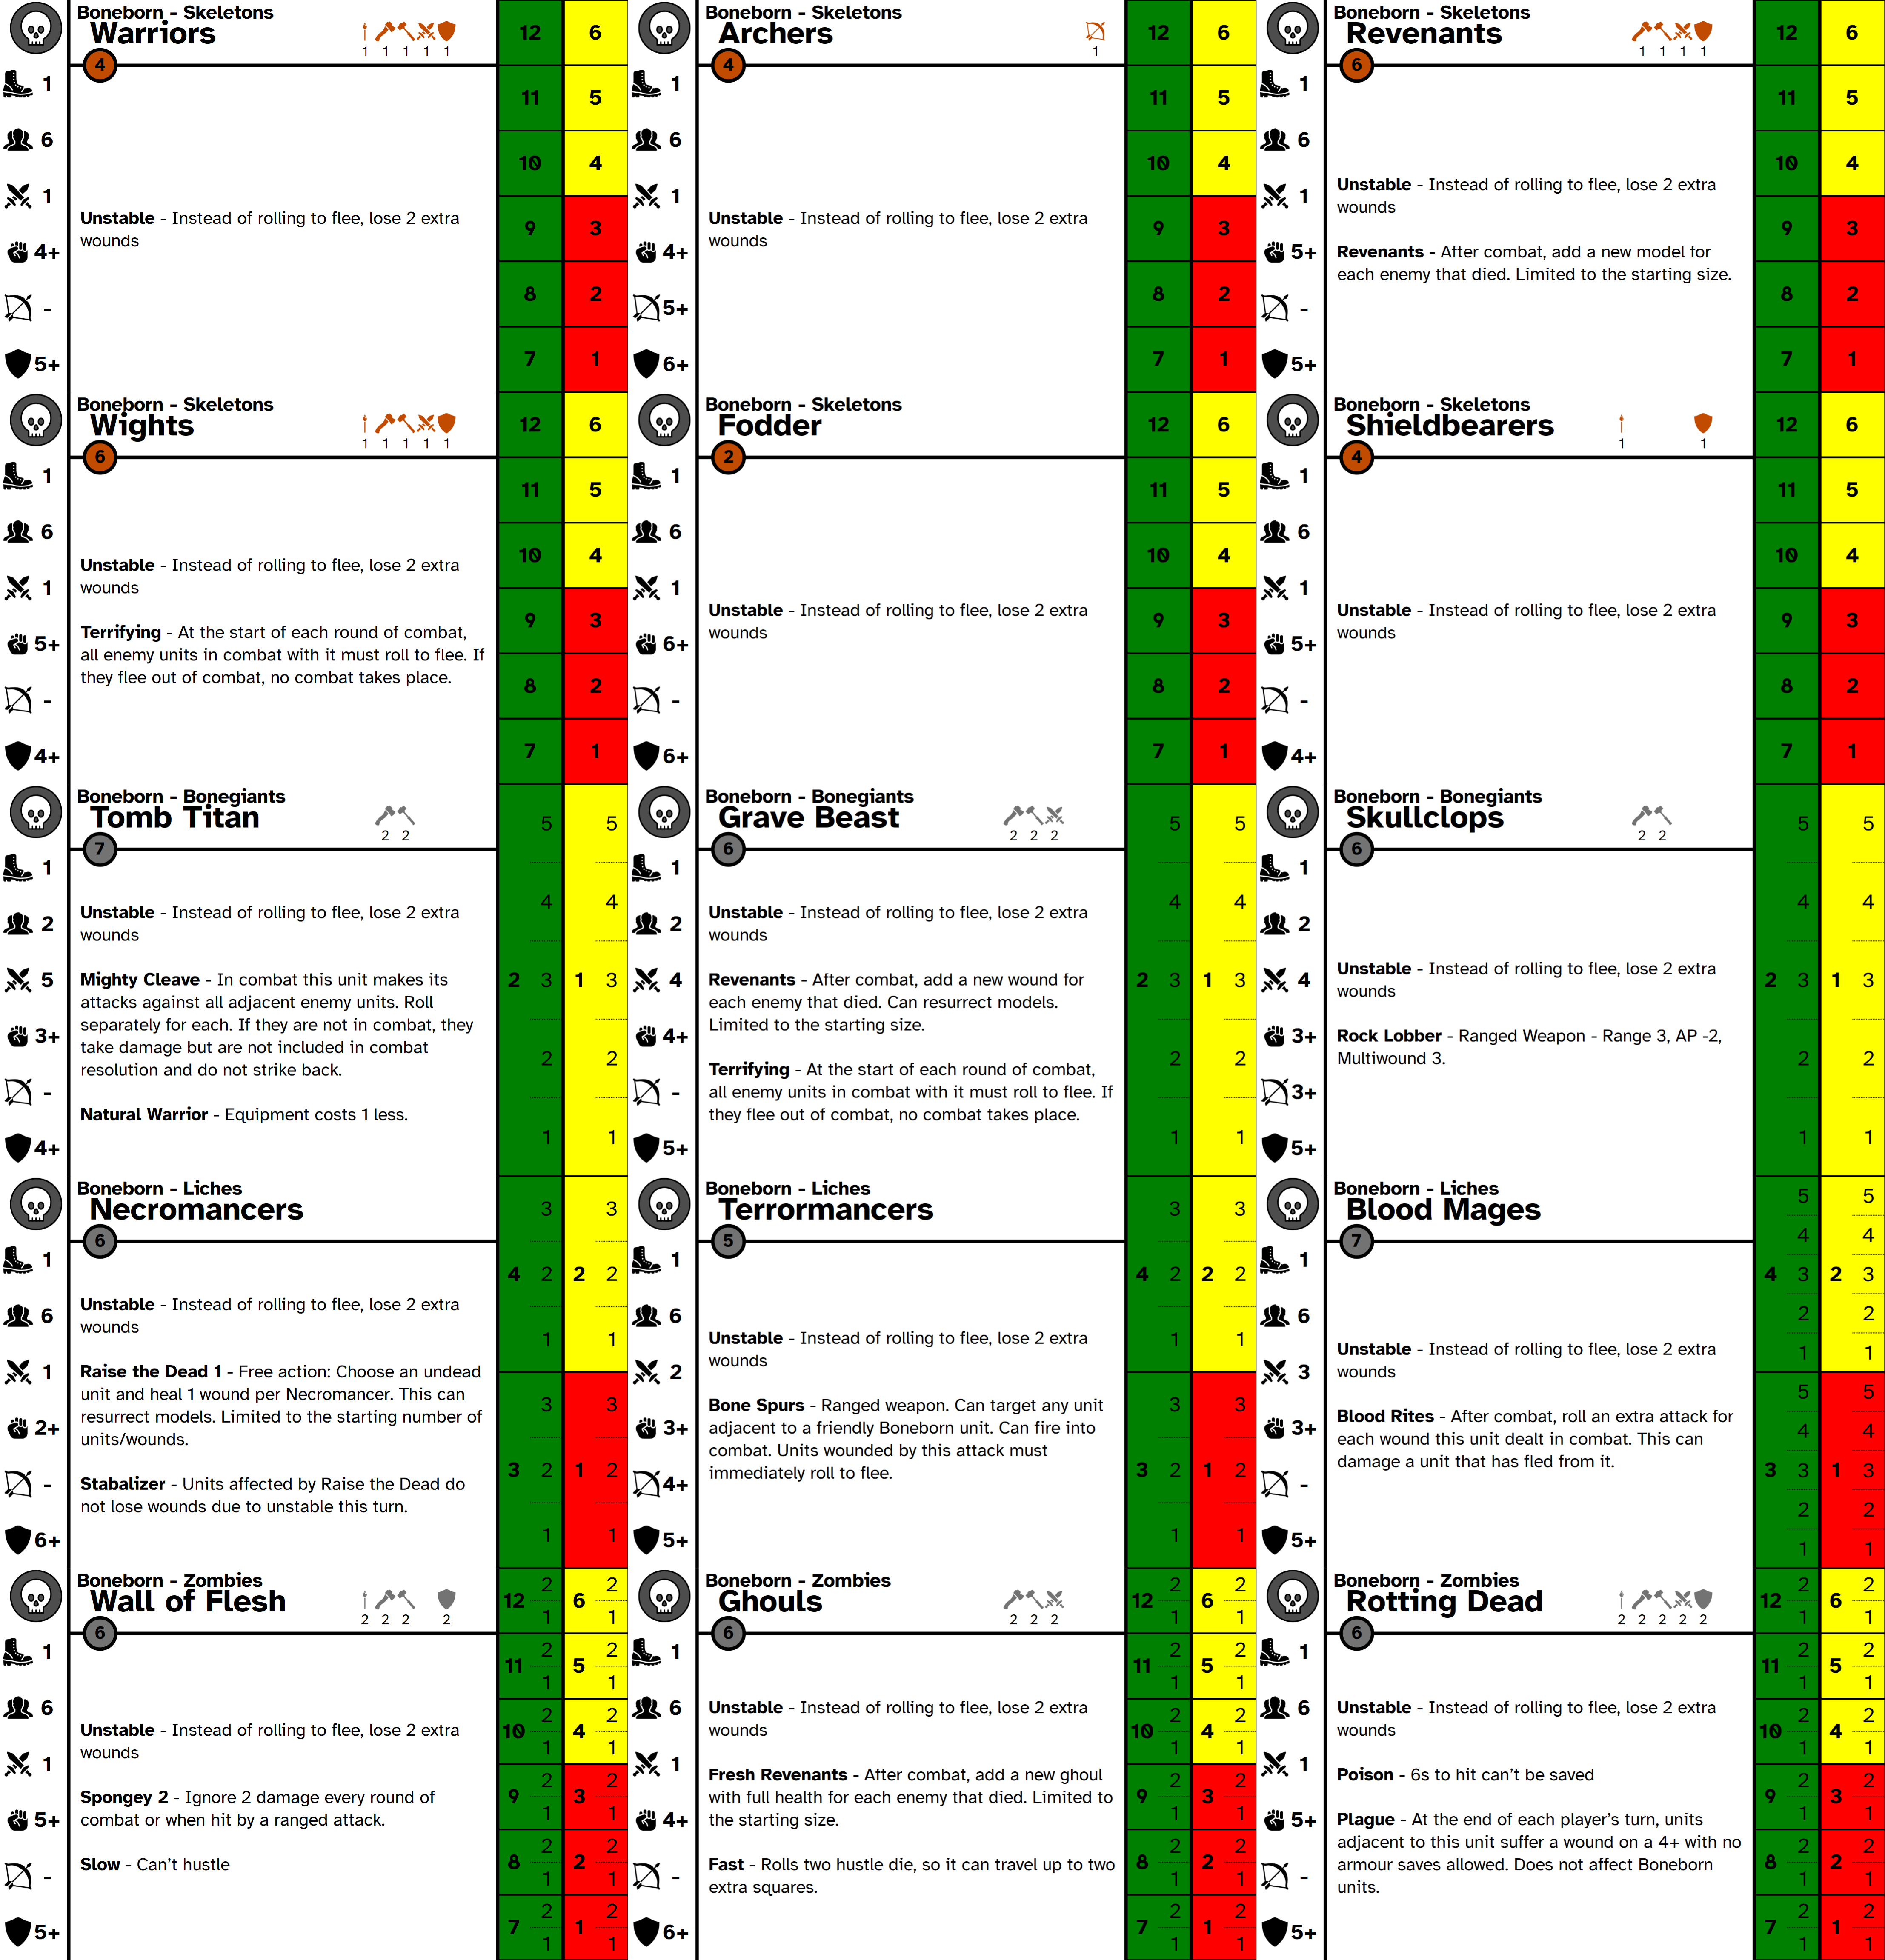 Boneborn - Skeletons
Warriors
1 1 1 1 1
4
1
6
1
4+
-
5+
Unstable - Instead of rolling to flee, lose 2 extra
wounds
12 6
11 5
10 4
9 3
8 2
7 1
Boneborn - Skeletons
Archers
1
4
1
6
1
4+
5+
6+
Unstable - Instead of rolling to flee, lose 2 extra
wounds
12 6
11 5
10 4
9 3
8 2
7 1
Boneborn - Skeletons
Revenants
1 1 1 1
6
1
6
1
5+
-
5+
Unstable - Instead of rolling to flee, lose 2 extra
wounds
Revenants - After combat, add a new model for
each enemy that died. Limited to the starting size.
12 6
11 5
10 4
9 3
8 2
7 1
Boneborn - Skeletons
Wights
1 1 1 1 1
6
1
6
1
5+
-
4+
Unstable - Instead of rolling to flee, lose 2 extra
wounds
Terrifying - At the start of each round of combat,
all enemy units in combat with it must roll to flee. If
they flee out of combat, no combat takes place.
12 6
11 5
10 4
9 3
8 2
7 1
Boneborn - Skeletons
Fodder
2
1
6
1
6+
-
6+
Unstable - Instead of rolling to flee, lose 2 extra
wounds
12 6
11 5
10 4
9 3
8 2
7 1
Boneborn - Skeletons
Shieldbearers
1 1
4
1
6
1
5+
-
4+
Unstable - Instead of rolling to flee, lose 2 extra
wounds
12 6
11 5
10 4
9 3
8 2
7 1
Boneborn - Bonegiants
Tomb Titan
2 2
7
1
2
5
3+
-
4+
Unstable - Instead of rolling to flee, lose 2 extra
wounds
Mighty Cleave - In combat this unit makes its
attacks against all adjacent enemy units. Roll
separately for each. If they are not in combat, they
take damage but are not included in combat
resolution and do not strike back.
Natural Warrior - Equipment costs 1 less.
5 5
4 4
2 3 1 3
2 2
1 1
Boneborn - Bonegiants
Grave Beast
2 2 2
6
1
2
4
4+
-
5+
Unstable - Instead of rolling to flee, lose 2 extra
wounds
Revenants - After combat, add a new wound for
each enemy that died. Can resurrect models.
Limited to the starting size.
Terrifying - At the start of each round of combat,
all enemy units in combat with it must roll to flee. If
they flee out of combat, no combat takes place.
5 5
4 4
2 3 1 3
2 2
1 1
Boneborn - Bonegiants
Skullclops
2 2
6
1
2
4
3+
3+
5+
Unstable - Instead of rolling to flee, lose 2 extra
wounds
Rock Lobber - Ranged Weapon - Range 3, AP -2,
Multiwound 3.
5 5
4 4
2 3 1 3
2 2
1 1
Boneborn - Liches
Necromancers
6
1
6
1
2+
-
6+
Unstable - Instead of rolling to flee, lose 2 extra
wounds
Raise the Dead 1 - Free action: Choose an undead
unit and heal 1 wound per Necromancer. This can
resurrect models. Limited to the starting number of
units/wounds.
Stabalizer - Units affected by Raise the Dead do
not lose wounds due to unstable this turn.
3 3
4 2 2 2
1 1
3 3
3 2 1 2
1 1
Boneborn - Liches
Terrormancers
5
1
6
2
3+
4+
5+
Unstable - Instead of rolling to flee, lose 2 extra
wounds
Bone Spurs - Ranged weapon. Can target any unit
adjacent to a friendly Boneborn unit. Can fire into
combat. Units wounded by this attack must
immediately roll to flee.
3 3
4 2 2 2
1 1
3 3
3 2 1 2
1 1
Boneborn - Liches
Blood Mages
7
1
6
3
3+
-
5+
Unstable - Instead of rolling to flee, lose 2 extra
wounds
Blood Rites - After combat, roll an extra attack for
each wound this unit dealt in combat. This can
damage a unit that has fled from it.
5 5
4 4
4 3 2 3
2 2
1 1
5 5
4 4
3 3 1 3
2 2
1 1
Boneborn - Zombies
Wall of Flesh
2 2 2 2
6
1
6
1
5+
-
5+
Unstable - Instead of rolling to flee, lose 2 extra
wounds
Spongey 2 - Ignore 2 damage every round of
combat or when hit by a ranged attack.
Slow - Can't hustle
12 2 1 6 2 1
11 2 1 5 2 1
10 2 1 4 2 1
9 2 1 3 2 1
8 2 1 2 2 1
7 2 1 1 2 1
Boneborn - Zombies
Ghouls
2 2 2
6
1
6
1
4+
-
6+
Unstable - Instead of rolling to flee, lose 2 extra
wounds
Fresh Revenants - After combat, add a new ghoul
with full health for each enemy that died. Limited to
the starting size.
Fast - Rolls two hustle die, so it can travel up to two
extra squares.
12 2 1 6 2 1
11 2 1 5 2 1
10 2 1 4 2 1
9 2 1 3 2 1
8 2 1 2 2 1
7 2 1 1 2 1
Boneborn - Zombies
Rotting Dead
2 2 2 2 2
6
1
6
1
5+
-
5+
Unstable - Instead of rolling to flee, lose 2 extra
wounds
Poison - 6s to hit can't be saved
Plague - At the end of each player's turn, units
adjacent to this unit suffer a wound on a 4+ with no
armour saves allowed. Does not affect Boneborn
units.
12 2 1 6 2 1
11 2 1 5 2 1
10 2 1 4 2 1
9 2 1 3 2 1
8 2 1 2 2 1
7 2 1 1 2 1